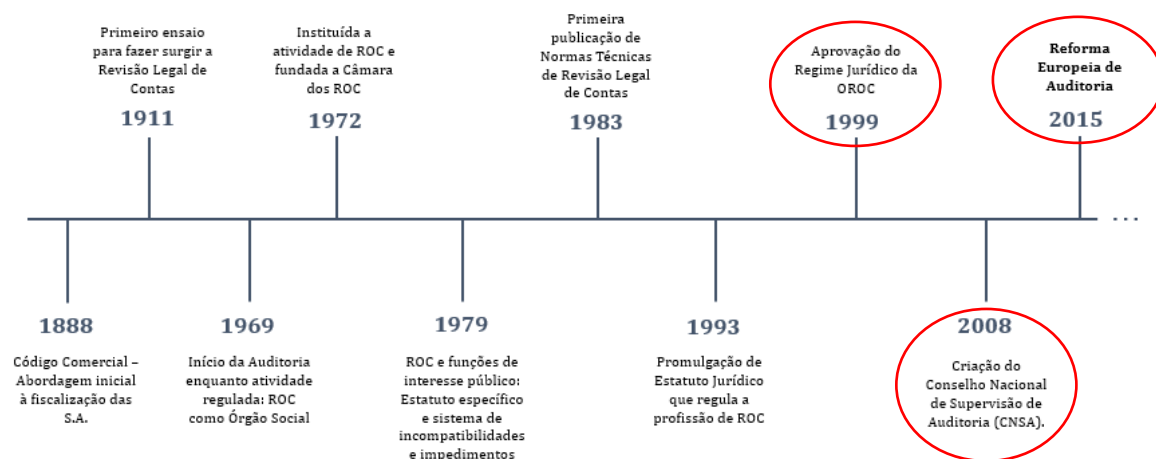 Primeiro ensaio
para fazer surgir a
Revisão Legal de
Contas
1911
Instituída a
atividade de ROC e
fundada a Câmara
dos ROC
1972
Primeira
publicação de
Normas Técnicas
de Revisão Legal
de Contas
1983
Aprovação do
Regime Jurídico da
OROC
1999
Reforma
Europeia de
Auditoria
2015
...
1888
Código Comercial –
Abordagem inicial
à fiscalização das
S.A.
1969
Início da Auditoria
enquanto atividade
regulada: ROC
como Órgão Social
1979
ROC e funções de
interesse público:
Estatuto específico
e sistema de
incompatibilidades
e impedimentos
1993
Promulgação de
Estatuto Jurídico
que regula a
profissão de ROC
2008
Criação do
Conselho Nacional
de Supervisão de
Auditoria (CNSA).